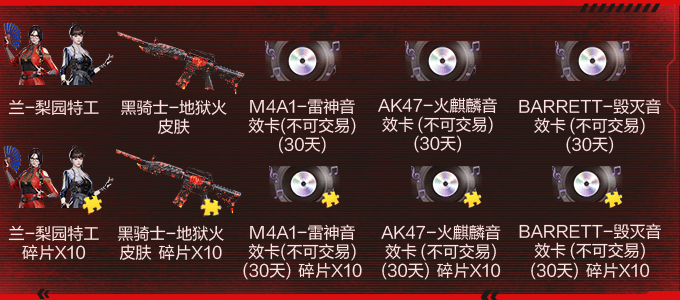 兰-梨园特工
黑骑士-地狱火
皮肤
M4A1-雷神音
效卡(不可交易)
(30天)
AK47-火麒麟音
效卡(不可交易)
(30天)
BARRETT-毁灭音
效卡(不可交易)
(30天)
兰-梨园特工
碎片X10
黑骑士-地狱火
皮肤 碎片X10
M4A1-雷神音
效卡(不可交易)
(30天) 碎片X10
AK47-火麒麟音
效卡(不可交易)
(30天) 碎片X10
BARRETT-毁灭音
效卡(不可交易)
(30天) 碎片X10